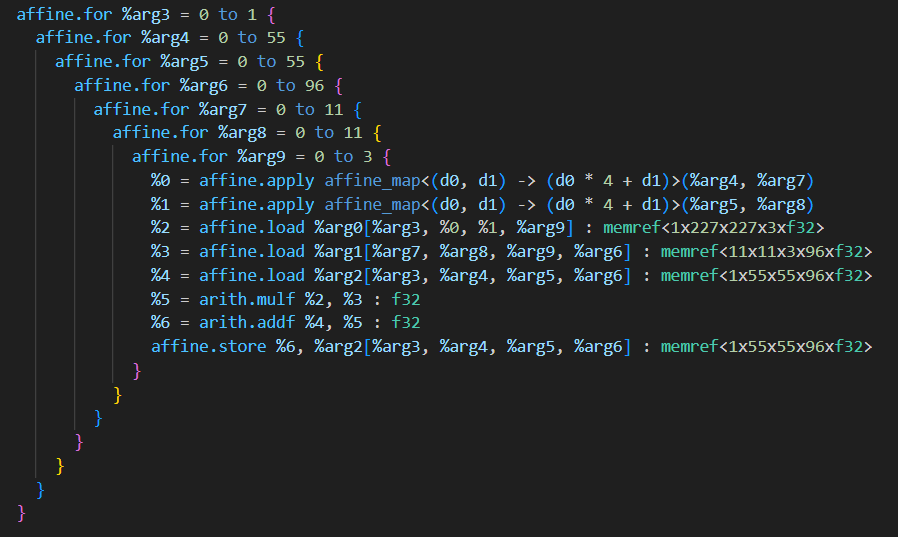 affine.for %arg3 = 0 to 1 {
affine.for %arg4 = 0 to 55 {
affine.for %arg5 = 0 to 55 {
affine.for %arg6 = 0 to 96 {
affine.for %arg7 = 0 to 11 {
affine.for %arg8 = 0 to 11 {
affine.for %arg9 = 0 to 3 {
%0 = affine.apply affine_map<(d0, d1) -> (d0 * 4 + d1)>(%arg4, %arg7)
%1 = affine.apply affine_map<(d0, d1) -> (d0 * 4 + d1)>(%arg5, %arg8)
%2 = affine.load %arg0[%arg3, %0, %1, %arg9] : memref<1x227x227x3xf32>
%3 = affine.load %arg1[%arg7, %arg8, %arg9, %arg6] : memref<11x11x3x96xf32>
%4 = affine.load %arg2[%arg3, %arg4, %arg5, %arg6] : memref<1x55x55x96xf32>
%5 = arith.mulf %2, %3 : f32
%6 = arith.addf %4, %5 : f32
affine.store %6, %arg2[%arg3, %arg4, %arg5, %arg6] : memref<1x55x55x96xf32>
}
}
}
}
}
}
}